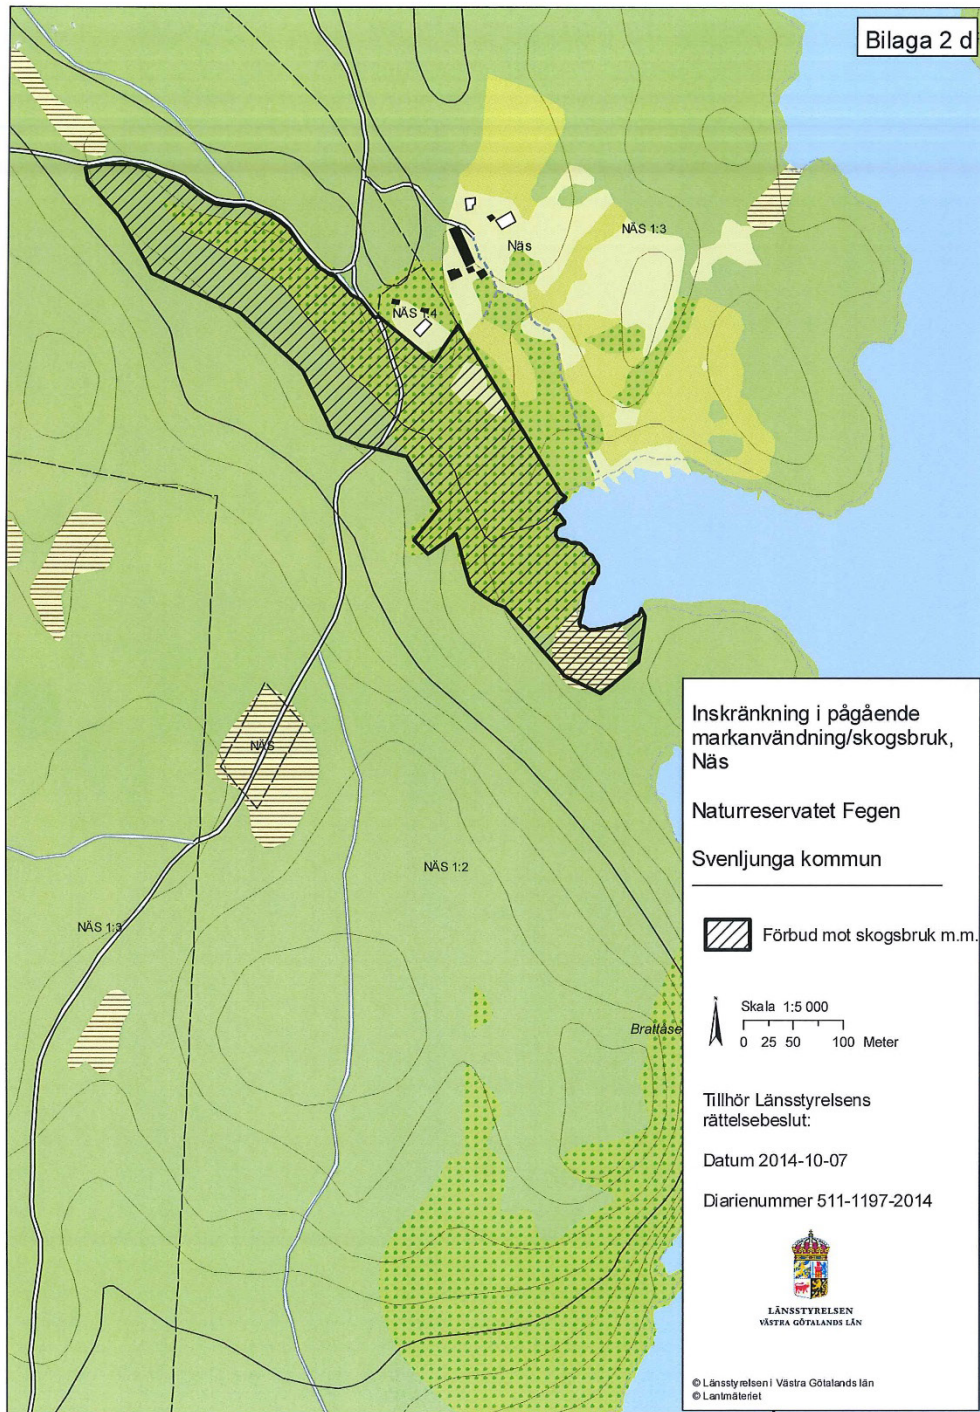 Bilaga 2 d
NÄS 1:3
Näs
NÄS 1:4
NÄS
NÄS 1:2
NÄS 1:3
Brattåse
Inskränkning i pågående
markanvändning/skogsbruk,
Näs
Naturreservatet Fegen
Svenljunga kommun
Förbud mot skogsbruk m.m.
Skala 1:5 000
0 25 50 100 Meter
Tillhör Länsstyrelsens
rättelsebeslut:
Datum 2014-10-07
Diarienummer 511-1197-2014
LÄNSSTYRELSEN
VÄSTRA GÖTALANDS LÄN
© Länsstyrelsen i Västra Götalands län
© Lantmäteriet